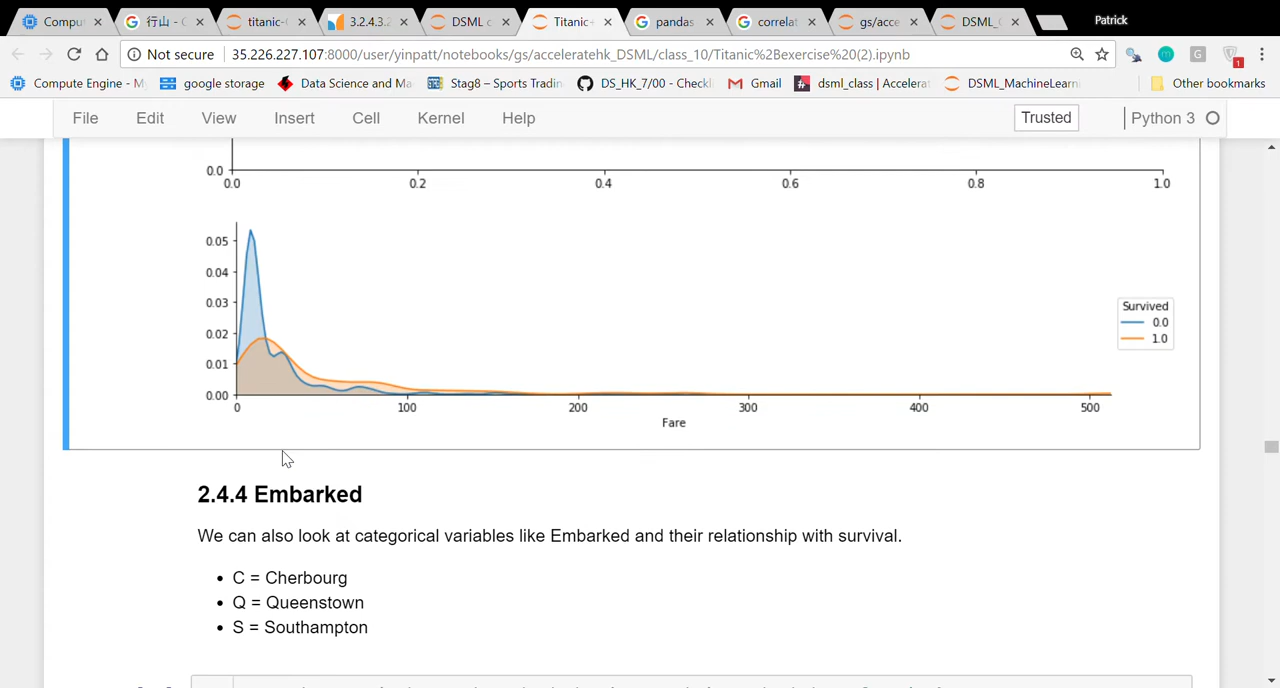 Comput 行山 - G titanic- 3.2.4.3.2 DSML c Titanic+ pandas correlat gs/acce DSML_ Patrick
Not secure 35.226.227.107:8000/user/yinpatt/notebooks/gs/acceleratehk_DSML/class_10/Titanic%2Bexercise%20(2).ipynb
Compute Engine - My google storage Data Science and Ma Stag8 – Sports Tradin DS_HK_7/00 - Checkl Gmail dsml_class | Accelerat DSML_MachineLearni Other bookmarks
File Edit View Insert Cell Kernel Help Trusted Python 3
0.0
0.0 0.2 0.4 0.6 0.8 1.0
0.05
0.04
0.03
0.02
0.01
0.00
Survived
0.0
1.0
0 100 200 300 400 500
Fare
2.4.4 Embarked
We can also look at categorical variables like Embarked and their relationship with survival.
• C = Cherbourg
• Q = Queenstown
• S = Southampton